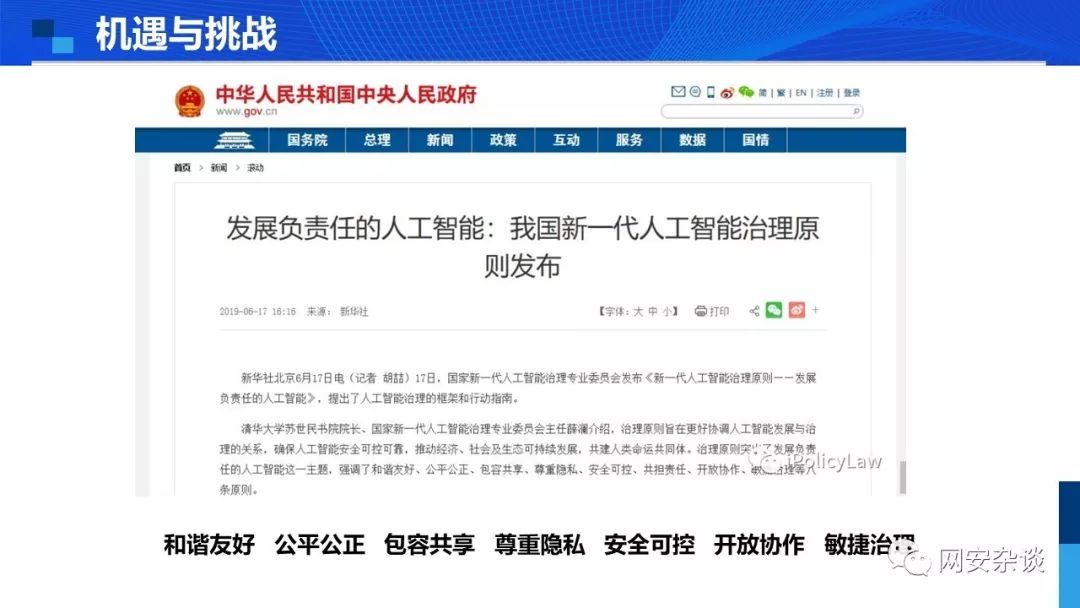 机遇与挑战
中华人民共和国中央人民政府
www.gov.cn
简 | 繁 | EN | 注册 | 登录
国务院 总理 新闻 政策 互动 服务 数据 国情
首页 > 新闻 > 滚动
发展负责任的人工智能：我国新一代人工智能治理原
则发布
2019-06-17 16:16 来源： 新华社 【字体：大 中 小】 打印 +
新华社北京6月17日电（记者 胡喆）17日，国家新一代人工智能治理专业委员会发布《新一代人工智能治理原则——发展
负责任的人工智能》，提出了人工智能治理的框架和行动指南。
清华大学苏世民书院院长、国家新一代人工智能治理专业委员会主任薛澜介绍，治理原则旨在更好协调人工智能发展与治
理的关系，确保人工智能安全可控可靠，推动经济、社会及生态可持续发展，共建人类命运共同体。治理原则突出了发展负责
任的人工智能这一主题，强调了和谐友好、公平公正、包容共享、尊重隐私、安全可控、共担责任、开放协作、敏捷治理等八
条原则。
iPolicyLaw
和谐友好 公平公正 包容共享 尊重隐私 安全可控 开放协作 敏捷治理
网安杂谈